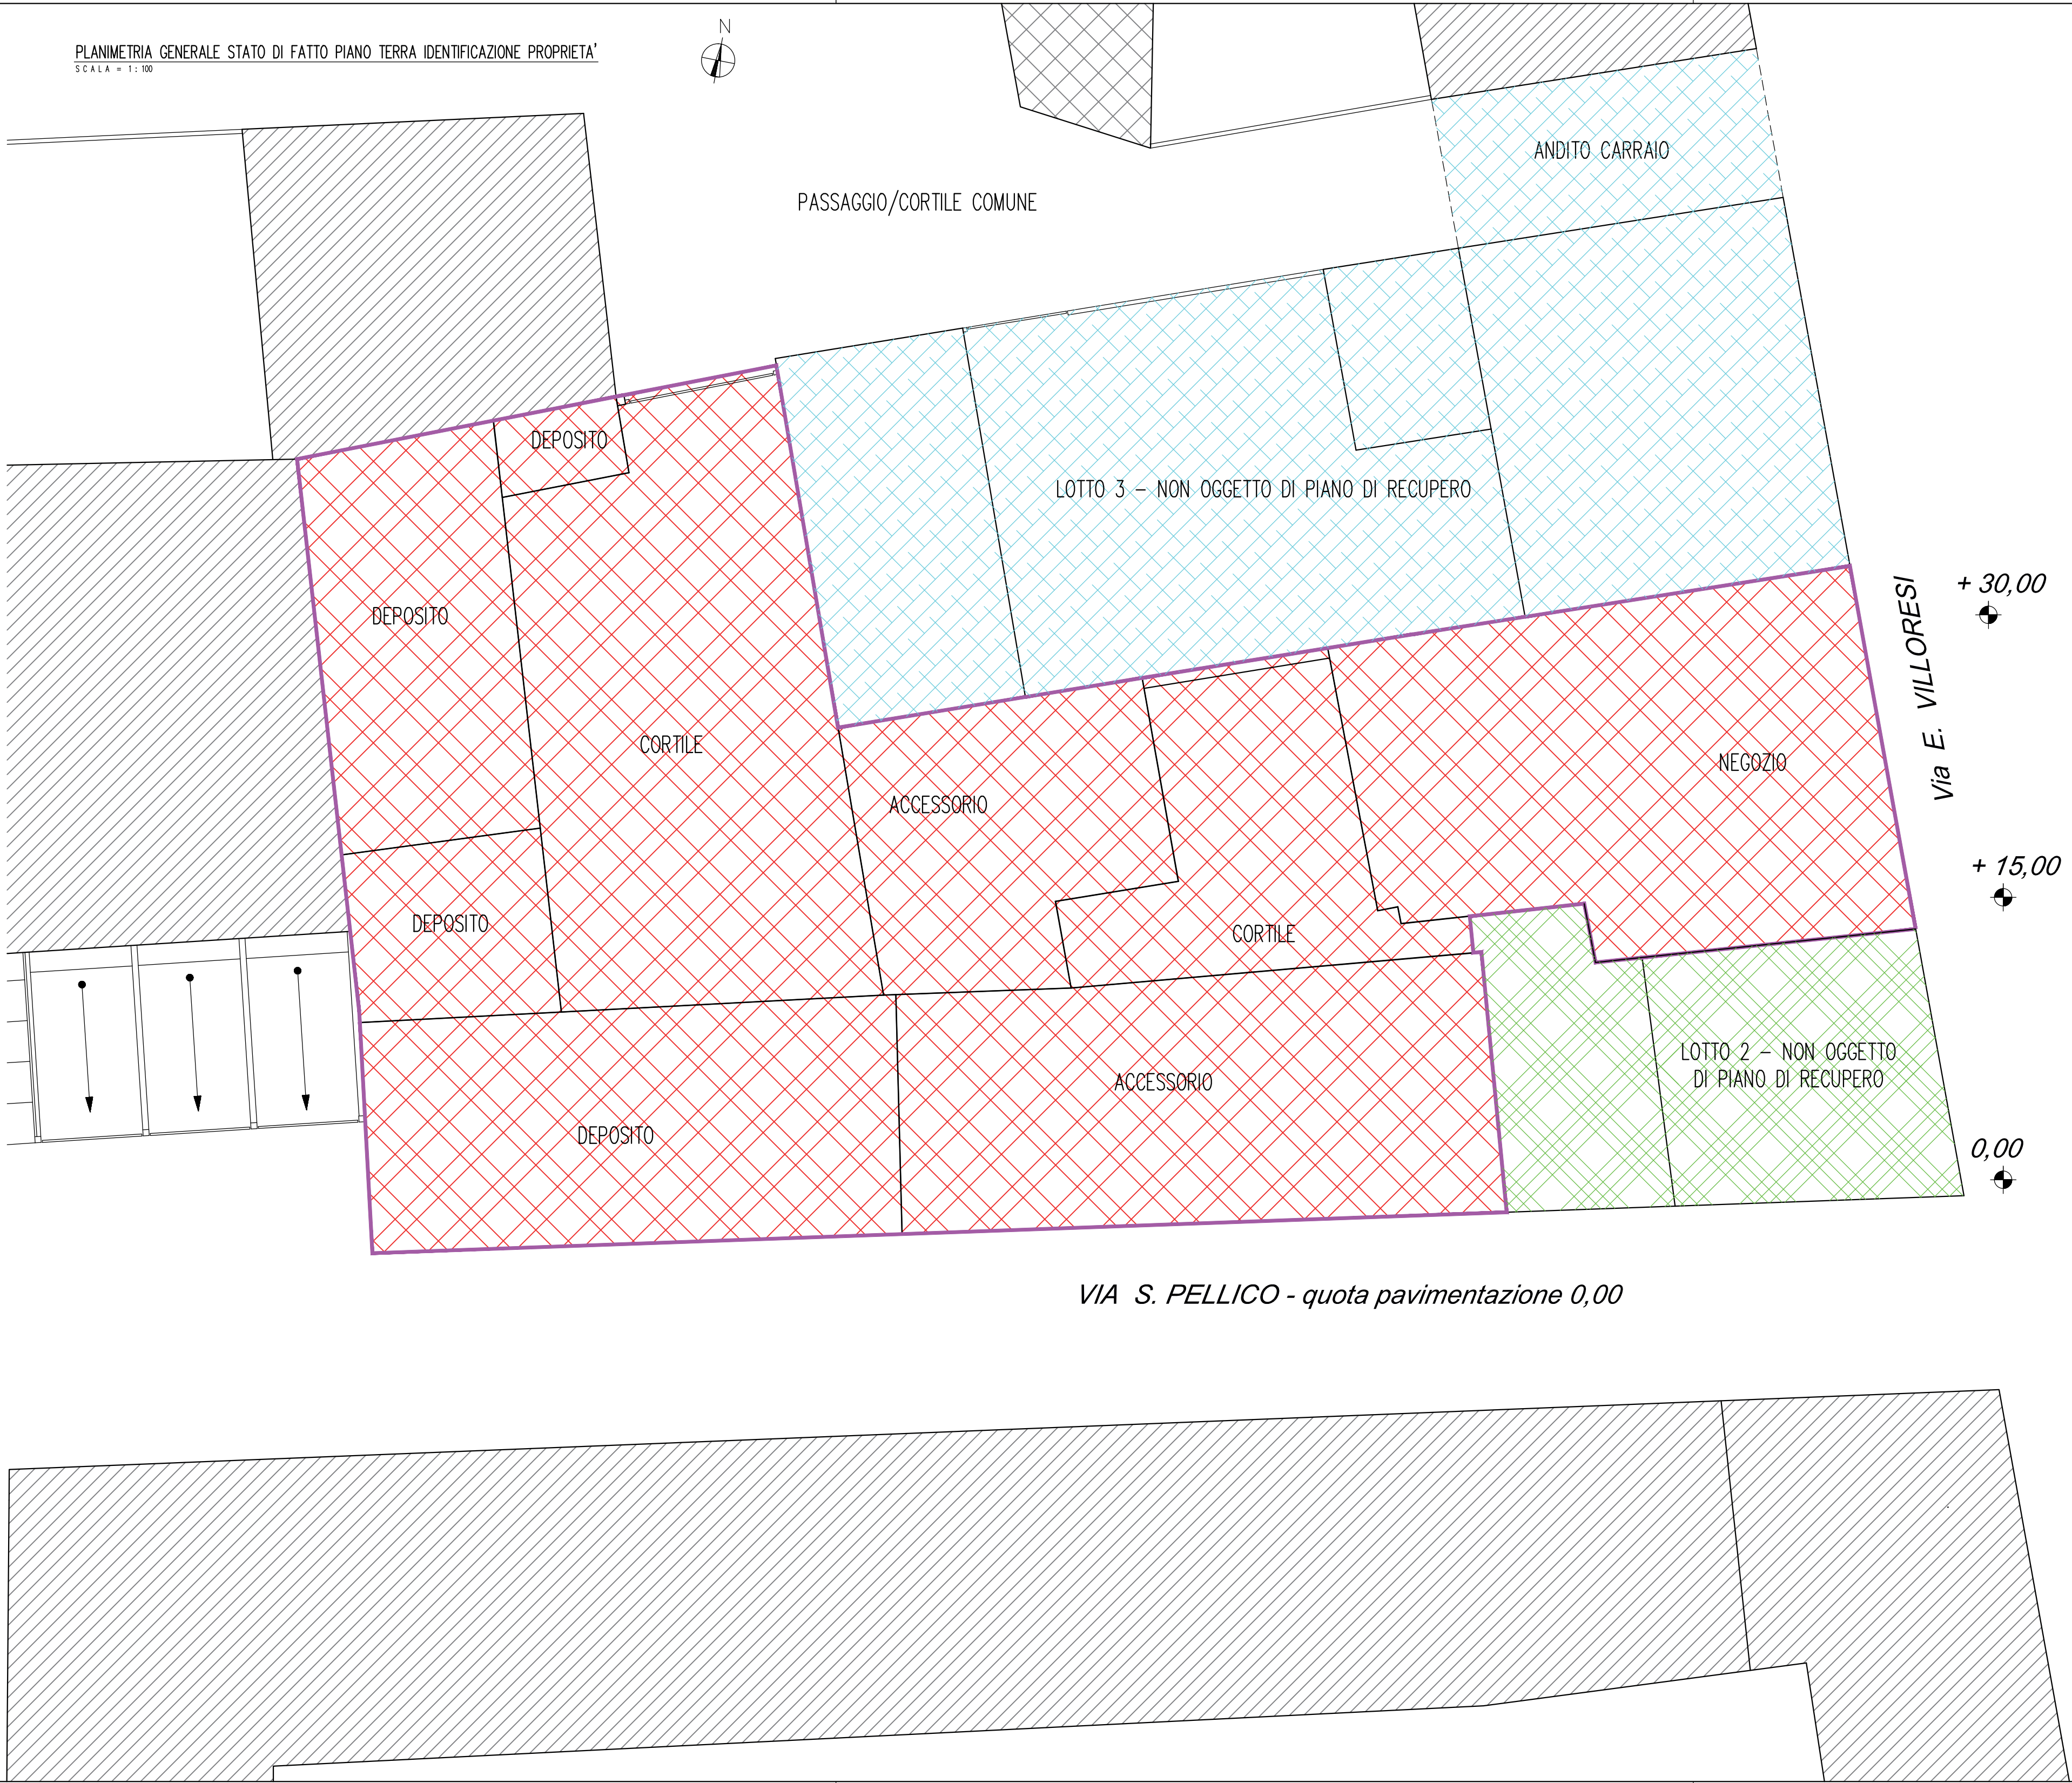 PLANIMETRIA GENERALE STATO DI FATTO PIANO TERRA IDENTIFICAZIONE PROPRIETA'
SCALA = 1:100
N
ANDITO CARRAIO
PASSAGGIO/CORTILE COMUNE
DEPOSITO
LOTTO 3 - NON OGGETTO DI PIANO DI RECUPERO
DEPOSITO
CORTILE
ACCESSORIO
NEGOZIO
Via E. VILLORESI
+ 30,00
+ 15,00
0,00
DEPOSITO
CORTILE
LOTTO 2 - NON OGGETTO
DI PIANO DI RECUPERO
ACCESSORIO
DEPOSITO
VIA S. PELLICO - quota pavimentazione 0,00